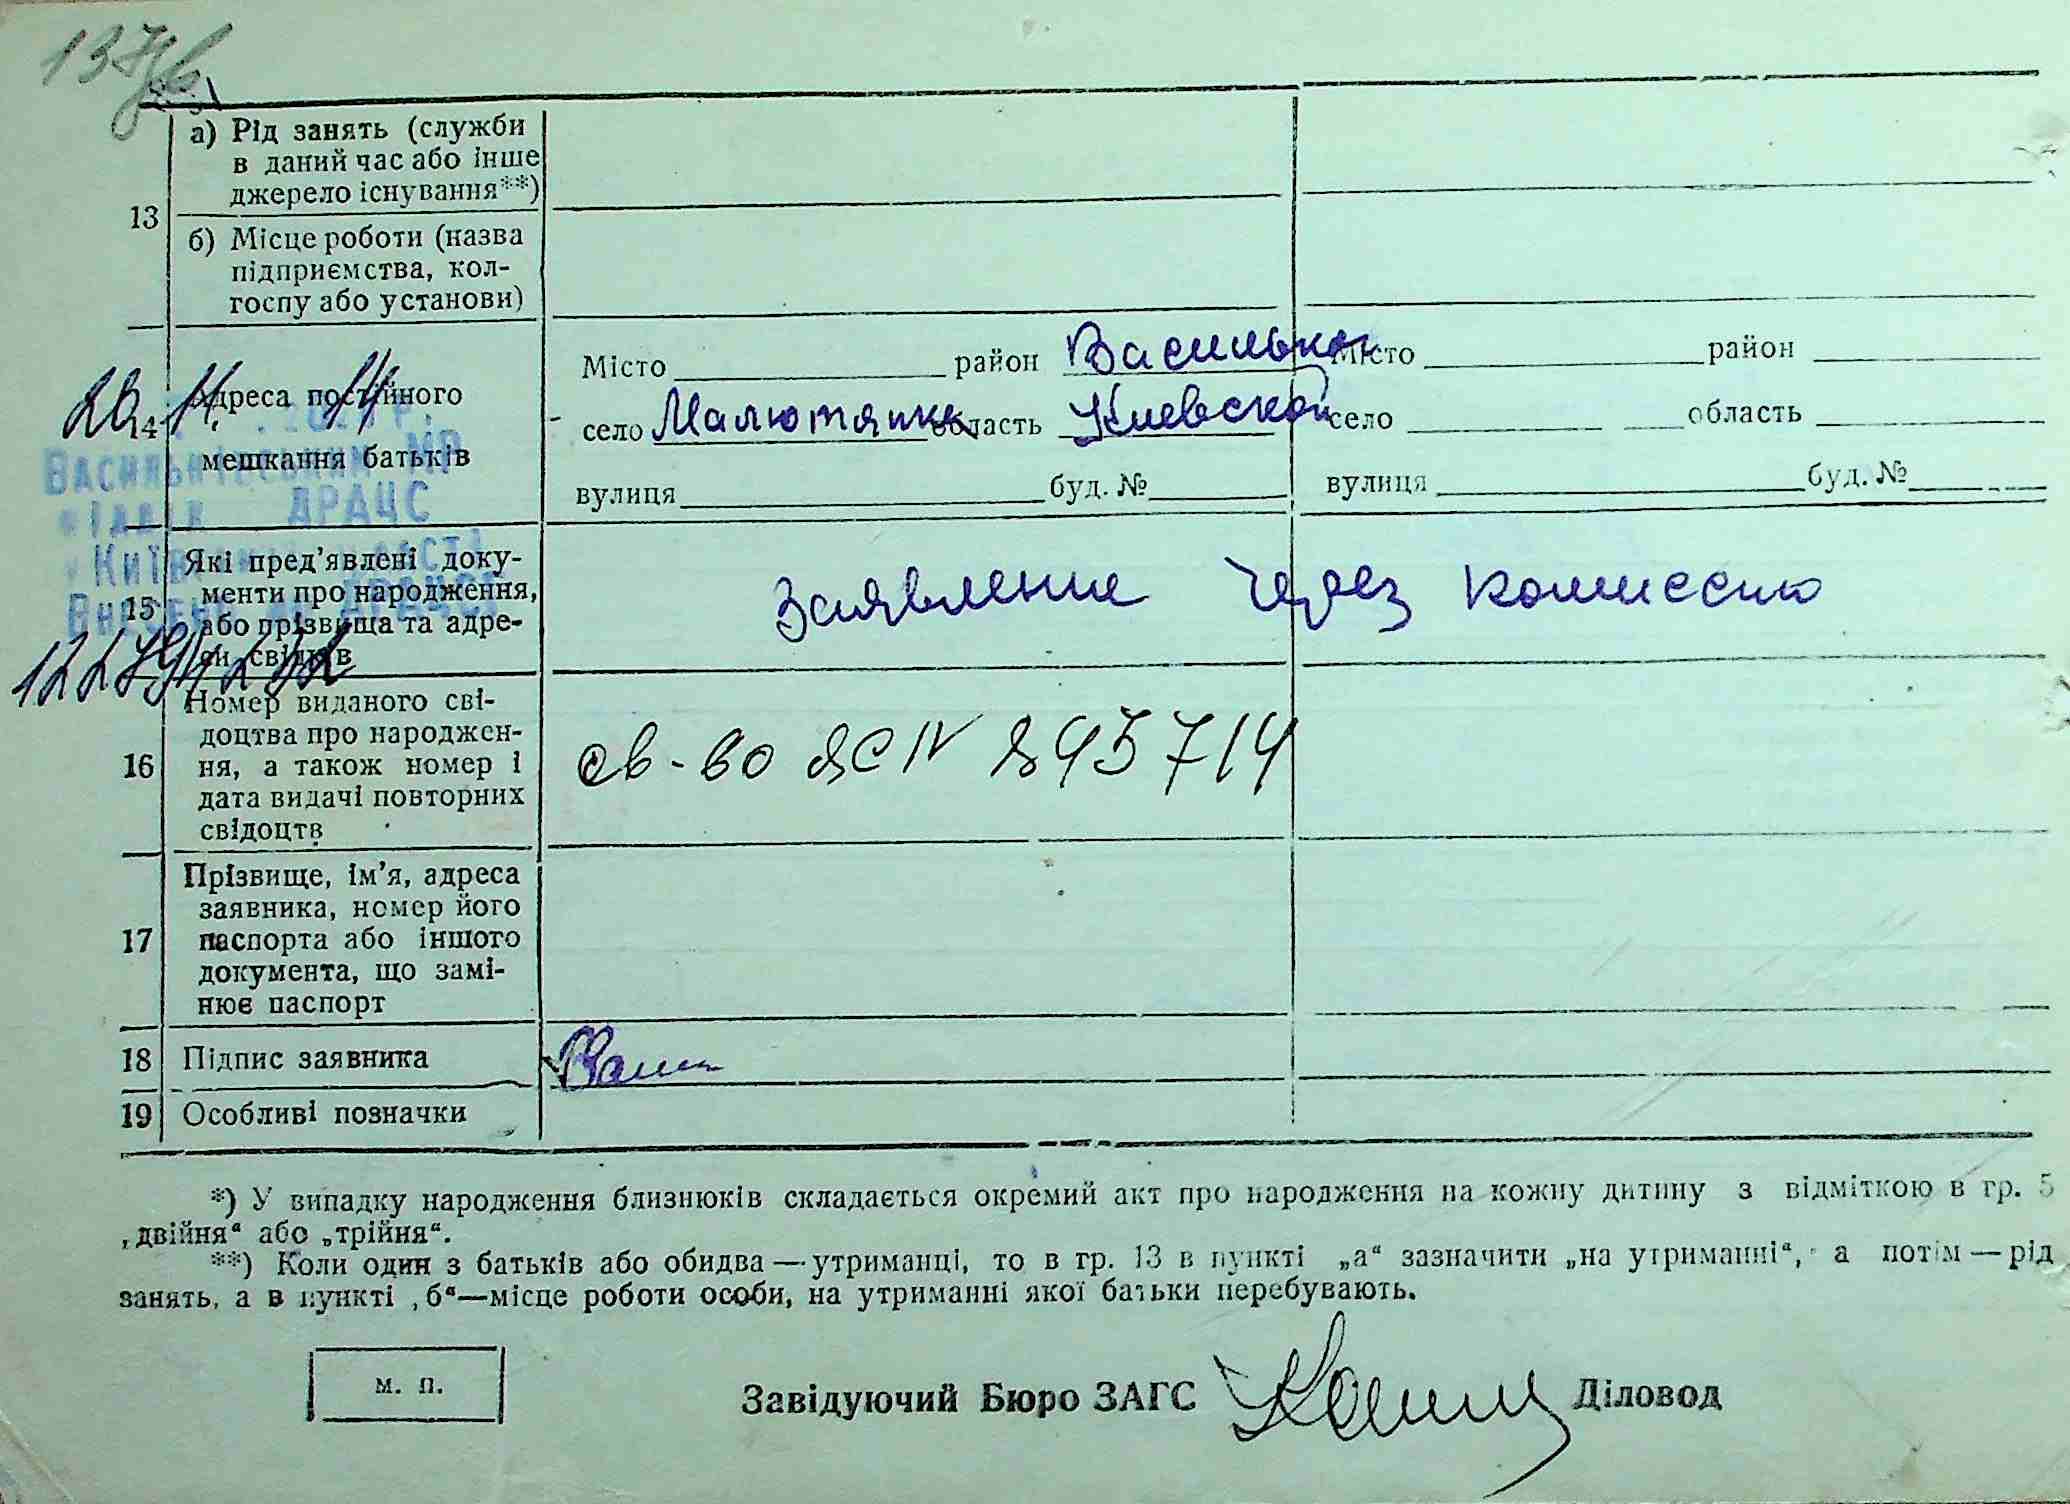 13
а) Рід занять (служби
в даний час або інше
джерело існування**)
б) Місце роботи (назва
підприємства, кол-
госпу або установи)
14
Адреса постійного
мешкання батьків
Місто район Васильк.
село Малютянка область Киевской
вулиця буд. №
Місто район
село область
вулиця буд. №
Васильківським МР
ДРАЦС
15
Які пред’явлені доку-
менти про народження,
або прізвища та адре-
си свідків
Заявление через комиссию
16
Номер виданого сві-
доцтва про народжен-
ня, а також номер і
дата видачі повторних
свідоцтв
св-во ЯС IV 895714
17
Прізвище, ім’я, адреса
заявника, номер його
паспорта або іншого
документа, що замі-
нює паспорт
18 Підпис заявника
19 Особливі позначки
*) У випадку народження близнюків складається окремий акт про народження на кожну дитину з відміткою в гр. 5
„двійня“ або „трійня“.
**) Коли один з батьків або обидва — утриманці, то в гр. 13 в пункті „а“ зазначити „на утриманні“, а потім — рід
занять, а в пункті „б“—місце роботи особи, на утриманні якої батьки перебувають.
м. п.
Завідуючий Бюро ЗАГС Діловод